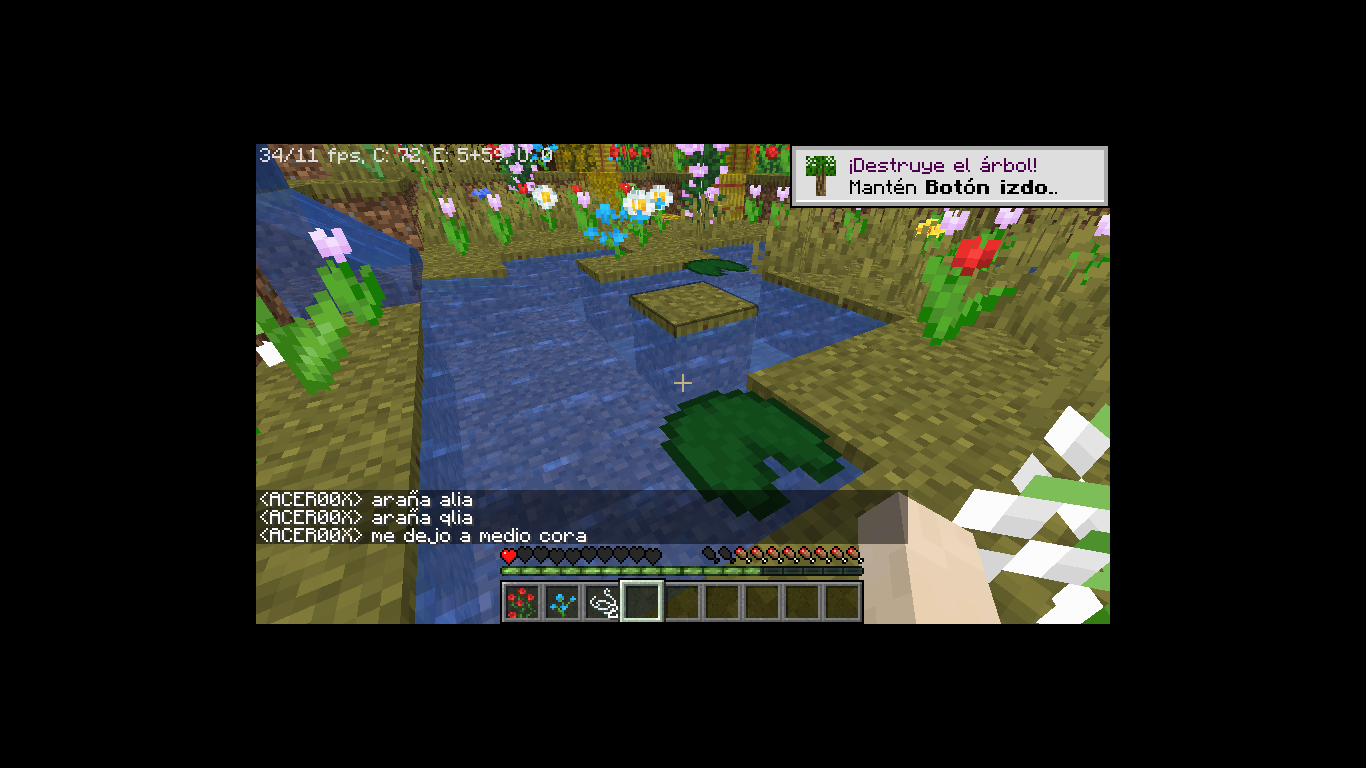 34/11 fps, C: 72, E: 5+59, U: 0
¡Destruye el árbol!
Mantén Botón izdo..
<ACER00X> araña alia
<ACER00X> araña qlia
<ACER00X> me dejo a medio cora